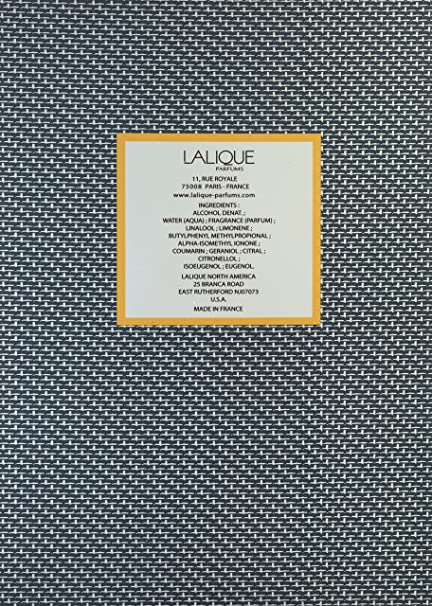 LALIQUE
PARFUMS
11, RUE ROYALE
75008 PARIS - FRANCE
www.lalique-parfums.com
INGREDIENTS :
ALCOHOL DENAT. ;
WATER (AQUA) ; FRAGRANCE (PARFUM) ;
LINALOOL ; LIMONENE ;
BUTYLPHENYL METHYLPROPIONAL ;
ALPHA-ISOMETHYL IONONE ;
COUMARIN ; GERANIOL ; CITRAL ;
CITRONELLOL ;
ISOEUGENOL ; EUGENOL.
LALIQUE NORTH AMERICA
25 BRANCA ROAD
EAST RUTHERFORD NJ07073
U.S.A.
MADE IN FRANCE